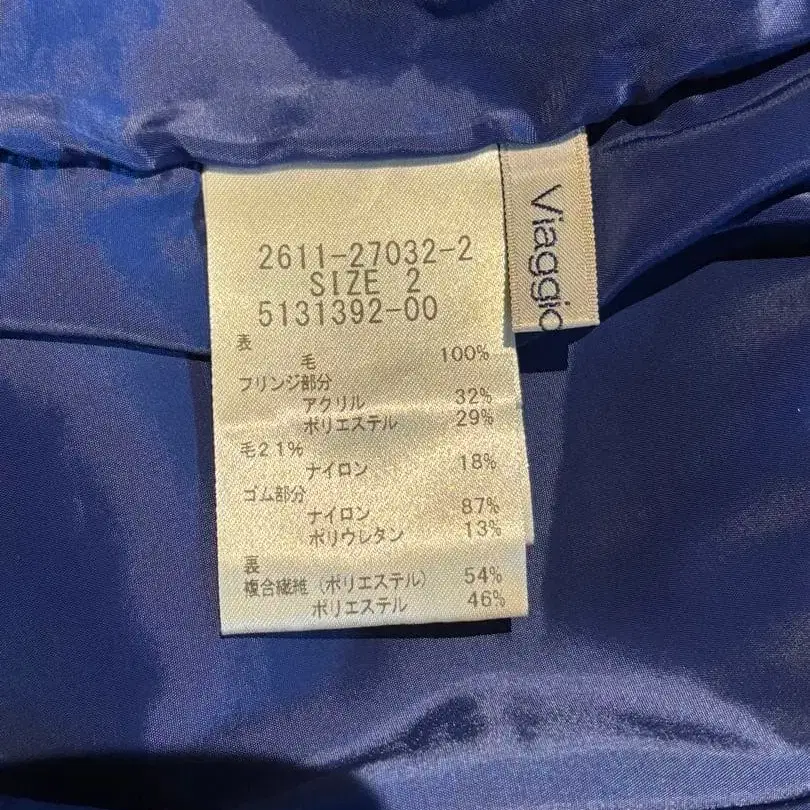 2611-27032-2
SIZE 2
5131392-00
表
毛 100%
フリンジ部分
アクリル 32%
ポリエステル 29%
毛21%
ナイロン 18%
ゴム部分
ナイロン 87%
ポリウレタン 13%
裏
複合繊維(ポリエステル) 54%
ポリエステル 46%
Viaggio